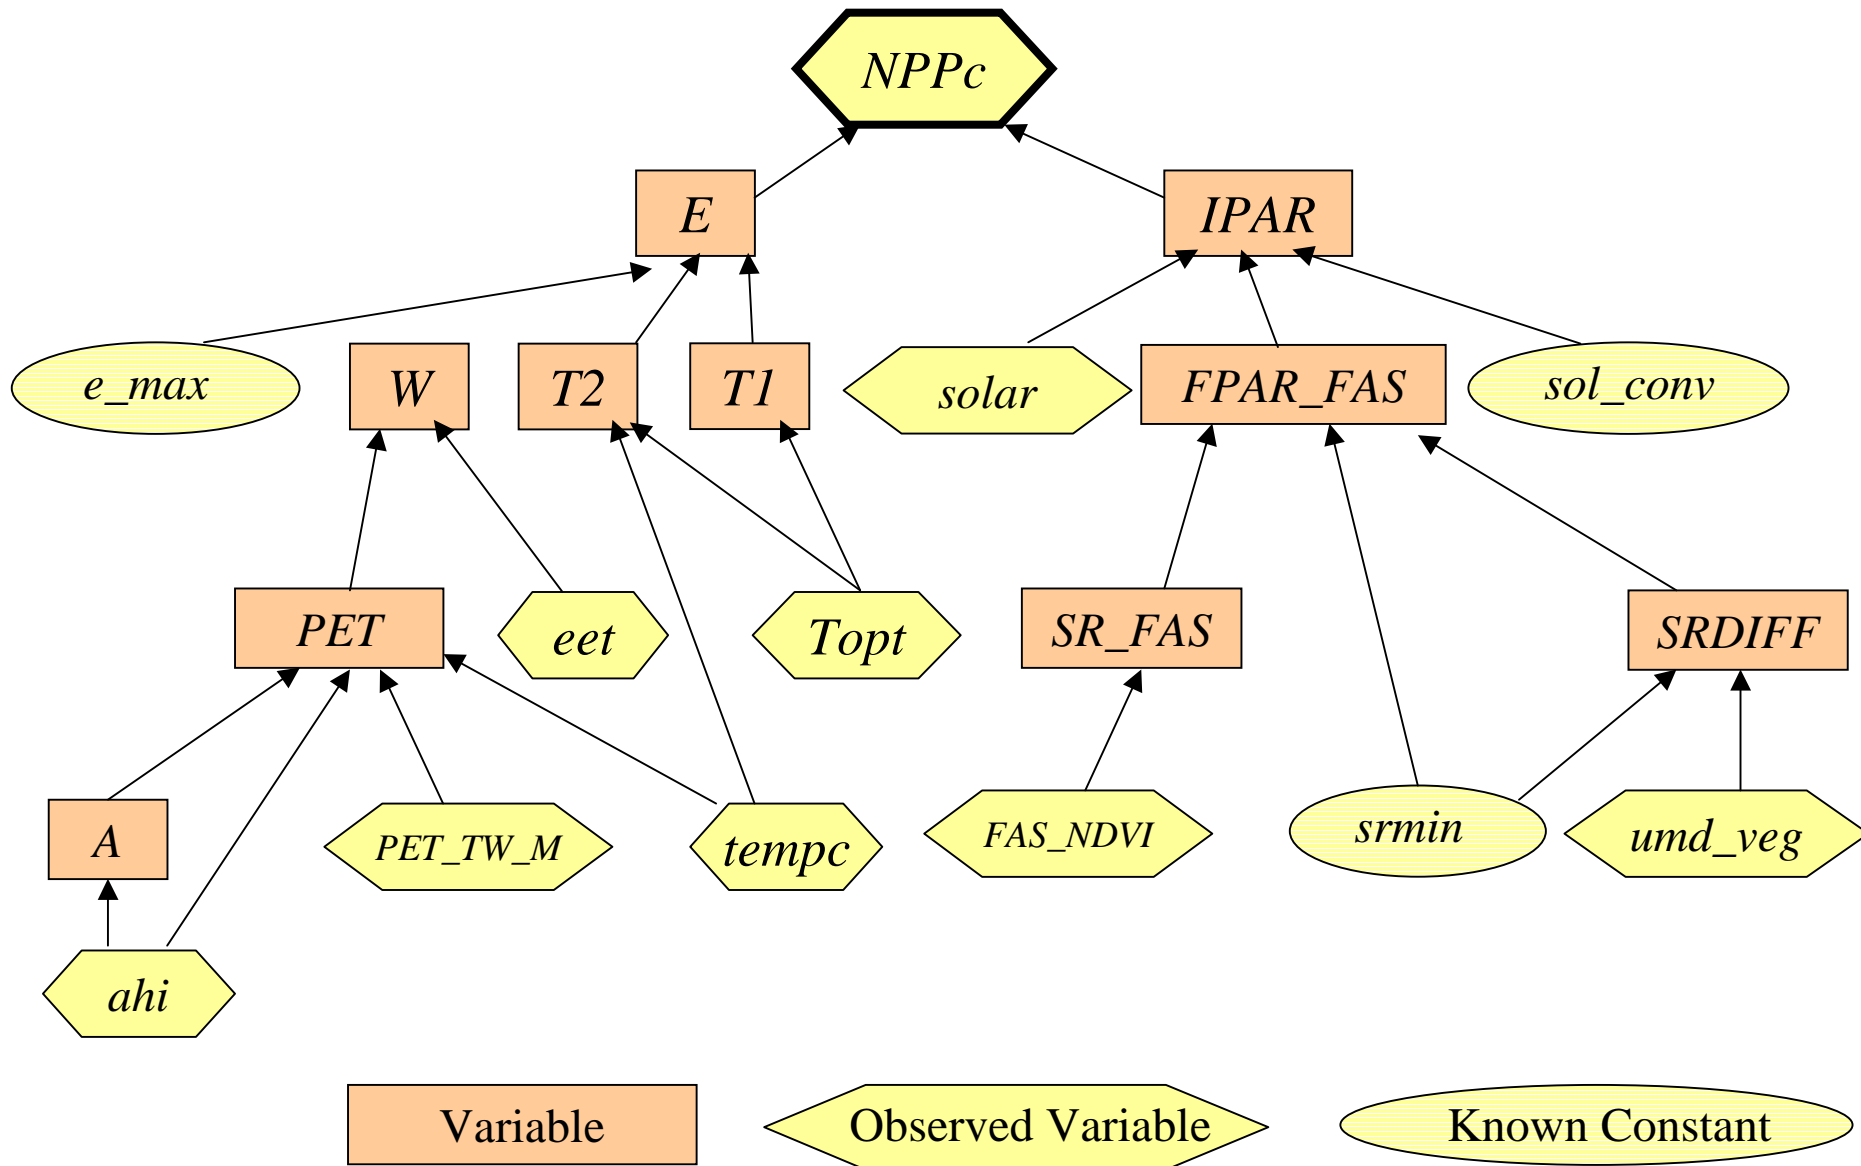 NPPc
E
IPAR
e_max
W
T2
T1
solar
FPAR_FAS
sol_conv
PET
eet
Topt
SR_FAS
SRDIFF
A
PET_TW_M
tempc
FAS_NDVI
srmin
umd_veg
ahi
Variable
Observed Variable
Known Constant